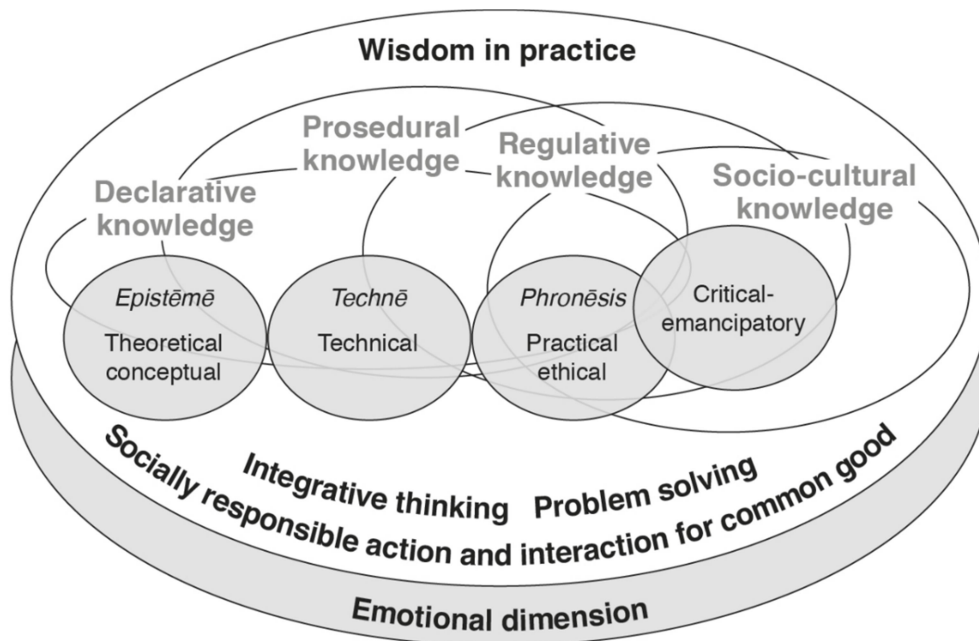 Wisdom in practice
Prosedural
knowledge
Regulative
knowledge
Declarative
knowledge
Socio-cultural
knowledge
Epistēmē
Theoretical
conceptual
Technē
Technical
Phronēsis
Practical
ethical
Critical-
emancipatory
Integrative thinking
Problem solving
Socially responsible action and interaction for common good
Emotional dimension